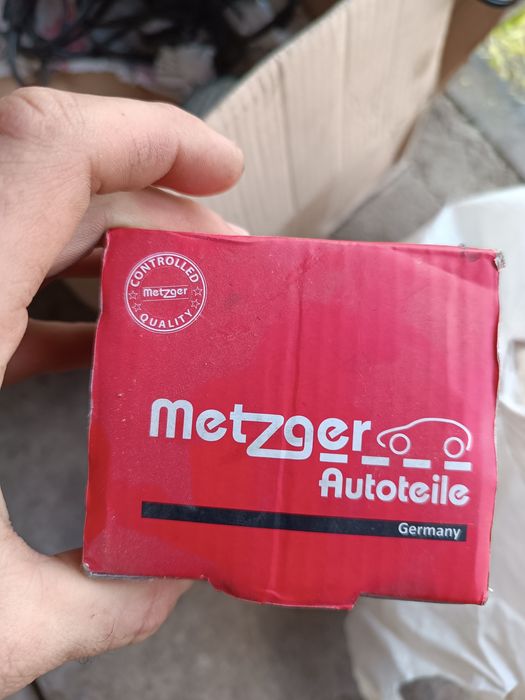 CONTROLLED
metzger
QUALITY
metzger
Autoteile
Germany